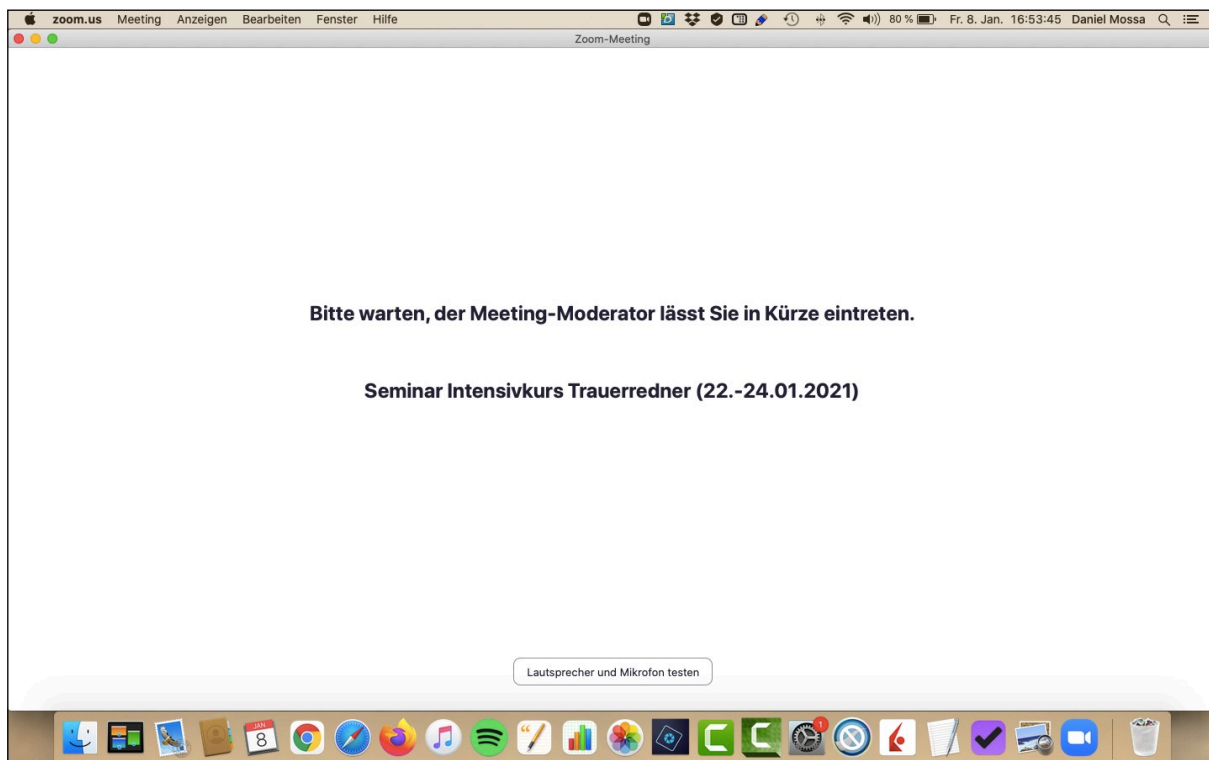 zoom.us Meeting Anzeigen Bearbeiten Fenster Hilfe 80 % Fr. 8. Jan. 16:53:45 Daniel Mossa
Zoom-Meeting
Bitte warten, der Meeting-Moderator lässt Sie in Kürze eintreten.
Seminar Intensivkurs Trauerredner (22.-24.01.2021)
Lautsprecher und Mikrofon testen
JAN
8
1